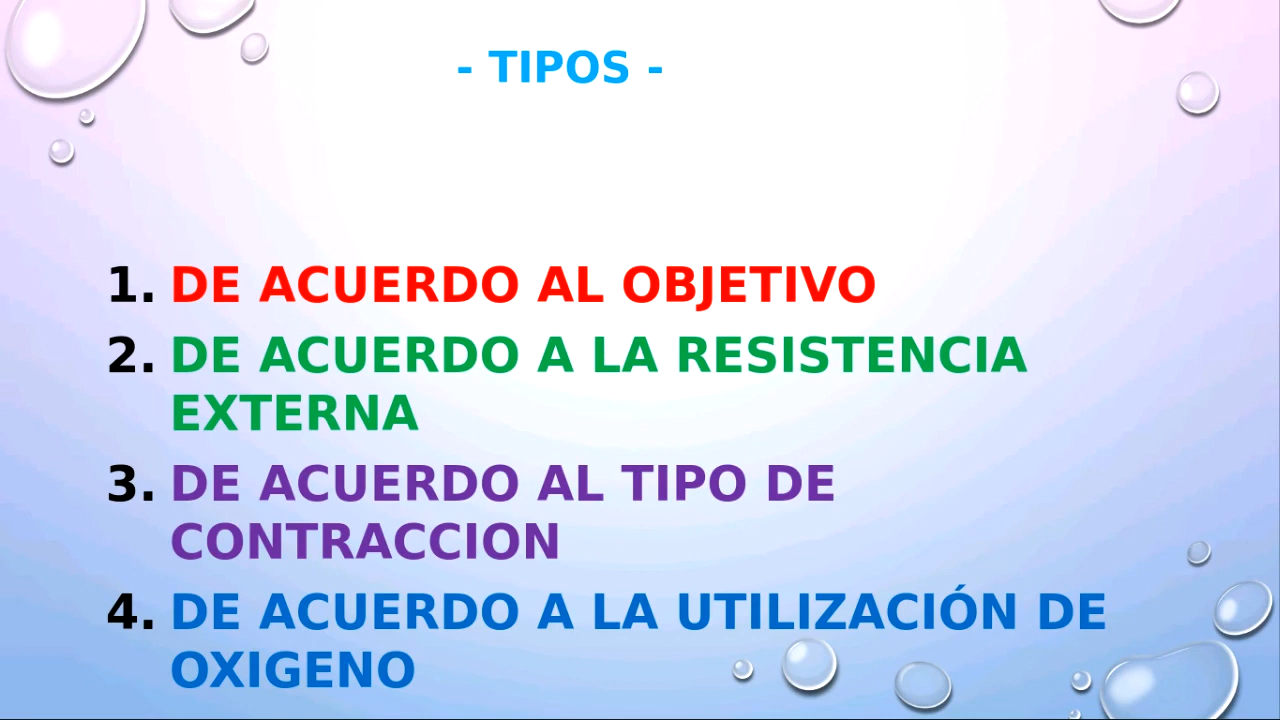 - TIPOS -
1. DE ACUERDO AL OBJETIVO
2. DE ACUERDO A LA RESISTENCIA
EXTERNA
3. DE ACUERDO AL TIPO DE
CONTRACCION
4. DE ACUERDO A LA UTILIZACIÓN DE
OXIGENO